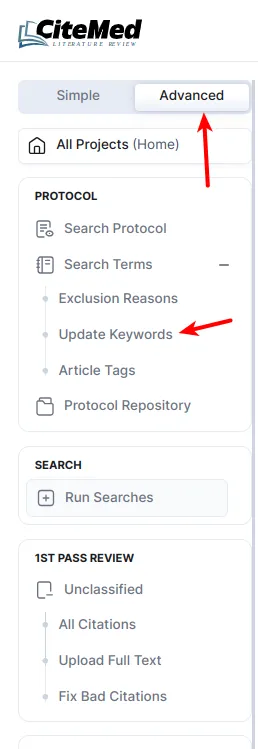 CiteMed
LITERATURE REVIEW
Simple
Advanced
All Projects (Home)
PROTOCOL
Search Protocol
Search Terms
Exclusion Reasons
Update Keywords
Article Tags
Protocol Repository
SEARCH
Run Searches
1ST PASS REVIEW
Unclassified
All Citations
Upload Full Text
Fix Bad Citations